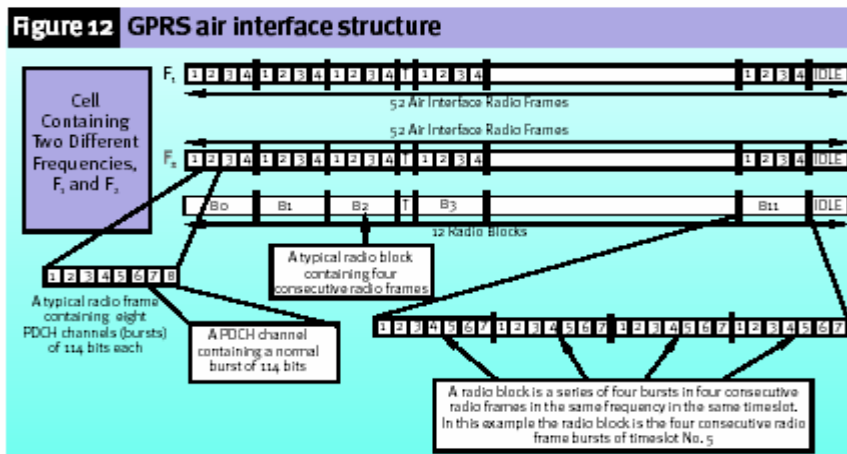 Figure 12 GPRS air interface structure
Cell
Containing
Two Different
Frequencies,
F1 and F2
F1 1 2 3 4 1 2 3 4 1 2 3 4 T 1 2 3 4 1 2 3 4 IDLE
52 Air Interface Radio Frames
52 Air Interface Radio Frames
F2 1 2 3 4 1 2 3 4 1 2 3 4 T 1 2 3 4 1 2 3 4 IDLE
B0 B1 B2 T B3 B11 IDLE
12 Radio Blocks
A typical radio block
containing four
consecutive radio frames
1 2 3 4 5 6 7 8
A typical radio frame
containing eight
PDCH channels (bursts)
of 114 bits each
A PDCH channel
containing a normal
burst of 114 bits
1 2 3 4 5 6 7 1 2 3 4 5 6 7 1 2 3 4 5 6 7 1 2 3 4 5 6 7
A radio block is a series of four bursts in four consecutive
radio frames in the same frequency in the same timeslot.
In this example the radio block is the four consecutive radio
frame bursts of timeslot No. 5